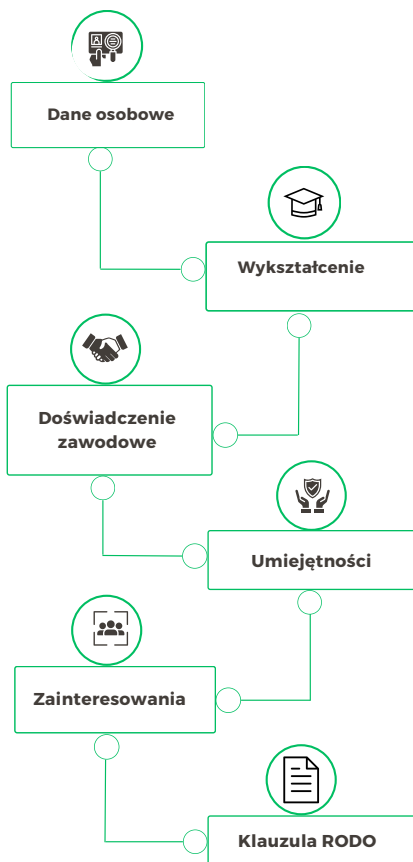 Dane osobowe
Wykształcenie
Doświadczenie
zawodowe
Umiejętności
Zainteresowania
Klauzula RODO